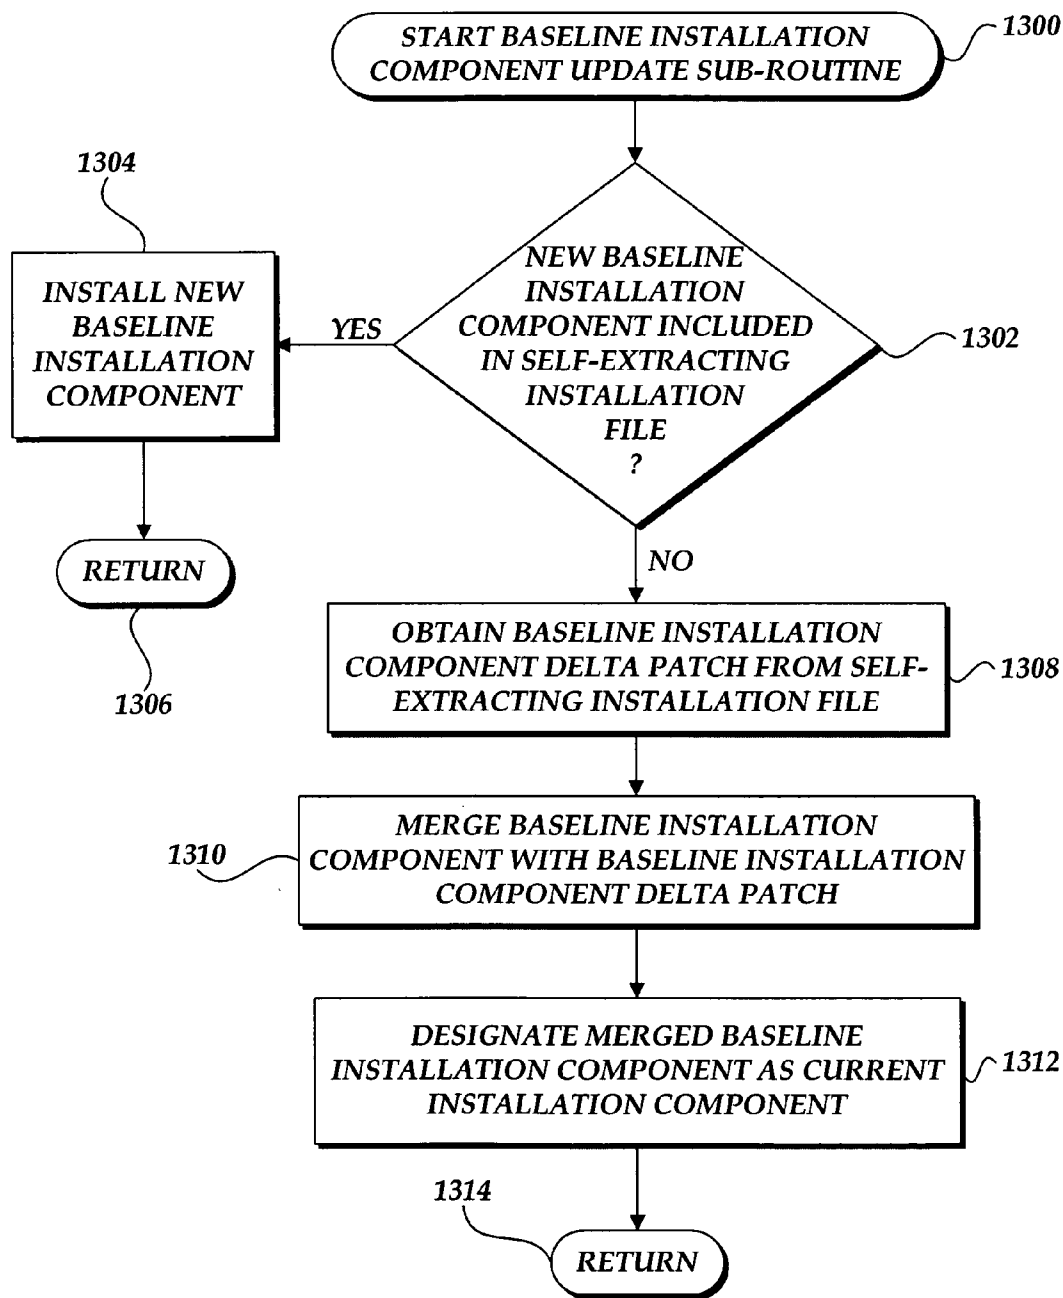 START BASELINE INSTALLATION
COMPONENT UPDATE SUB-ROUTINE
1300
1304
INSTALL NEW
BASELINE
INSTALLATION
COMPONENT
YES
NEW BASELINE
INSTALLATION
COMPONENT INCLUDED
IN SELF-EXTRACTING
INSTALLATION
FILE
?
1302
RETURN
1306
NO
OBTAIN BASELINE INSTALLATION
COMPONENT DELTA PATCH FROM SELF-
EXTRACTING INSTALLATION FILE
1308
MERGE BASELINE INSTALLATION
COMPONENT WITH BASELINE INSTALLATION
COMPONENT DELTA PATCH
1310
DESIGNATE MERGED BASELINE
INSTALLATION COMPONENT AS CURRENT
INSTALLATION COMPONENT
1312
1314
RETURN